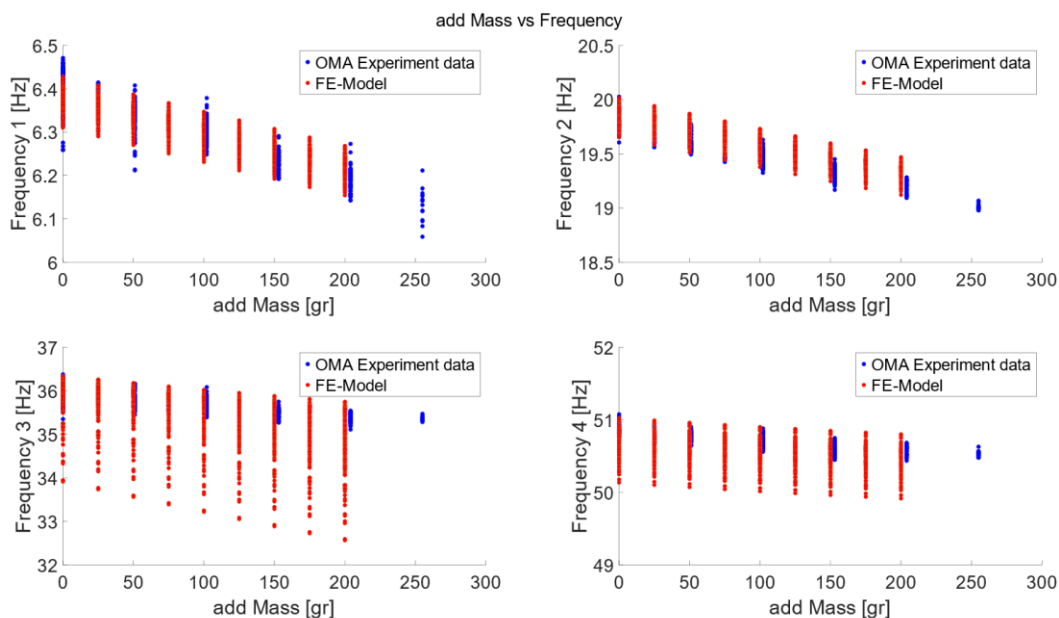 add Mass vs Frequency
6.5
6.4
6.3
6.2
6.1
6
Frequency 1 [Hz]
OMA Experiment data
FE-Model
0 50 100 150 200 250 300
add Mass [gr]
20.5
20
19.5
19
18.5
Frequency 2 [Hz]
OMA Experiment data
FE-Model
0 50 100 150 200 250 300
add Mass [gr]
37
36
35
34
33
32
Frequency 3 [Hz]
OMA Experiment data
FE-Model
0 50 100 150 200 250 300
add Mass [gr]
52
51
50
49
Frequency 4 [Hz]
OMA Experiment data
FE-Model
0 50 100 150 200 250 300
add Mass [gr]